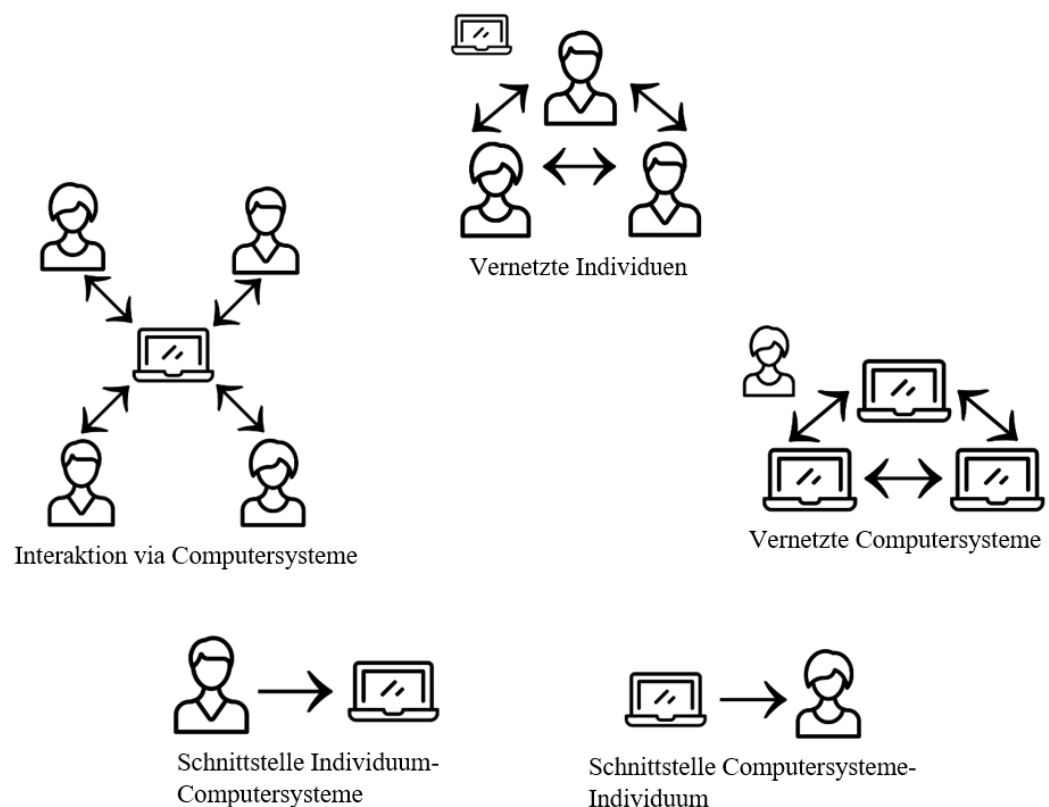 Vernetzte Individuen
Interaktion via Computersysteme
Vernetzte Computersysteme
Schnittstelle Individuum-
Computersysteme
Schnittstelle Computersysteme-
Individuum